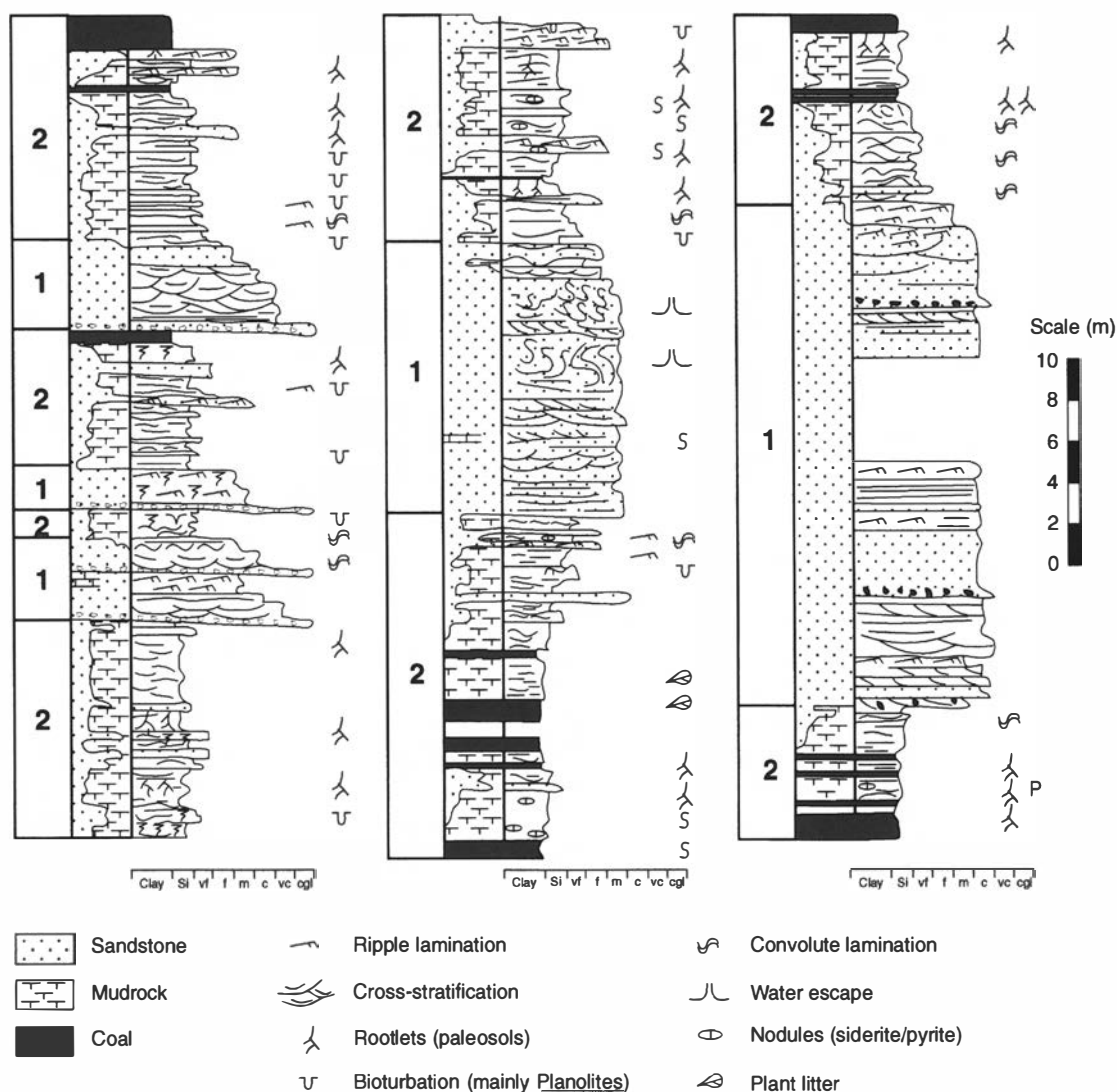 2
1
2
1
2
1
2
Clay Si vf f m c vc cgl
2
1
2
S
S
S
S
S
S
Clay Si vf f m c vc cgl
2
1
2
P
Clay Si vf f m c vc cgl
Scale (m)
10
8
6
4
2
0
Sandstone
Mudrock
Coal
Ripple lamination
Cross-stratification
Rootlets (paleosols)
Bioturbation (mainly Planolites)
Convolute lamination
Water escape
Nodules (siderite/pyrite)
Plant litter